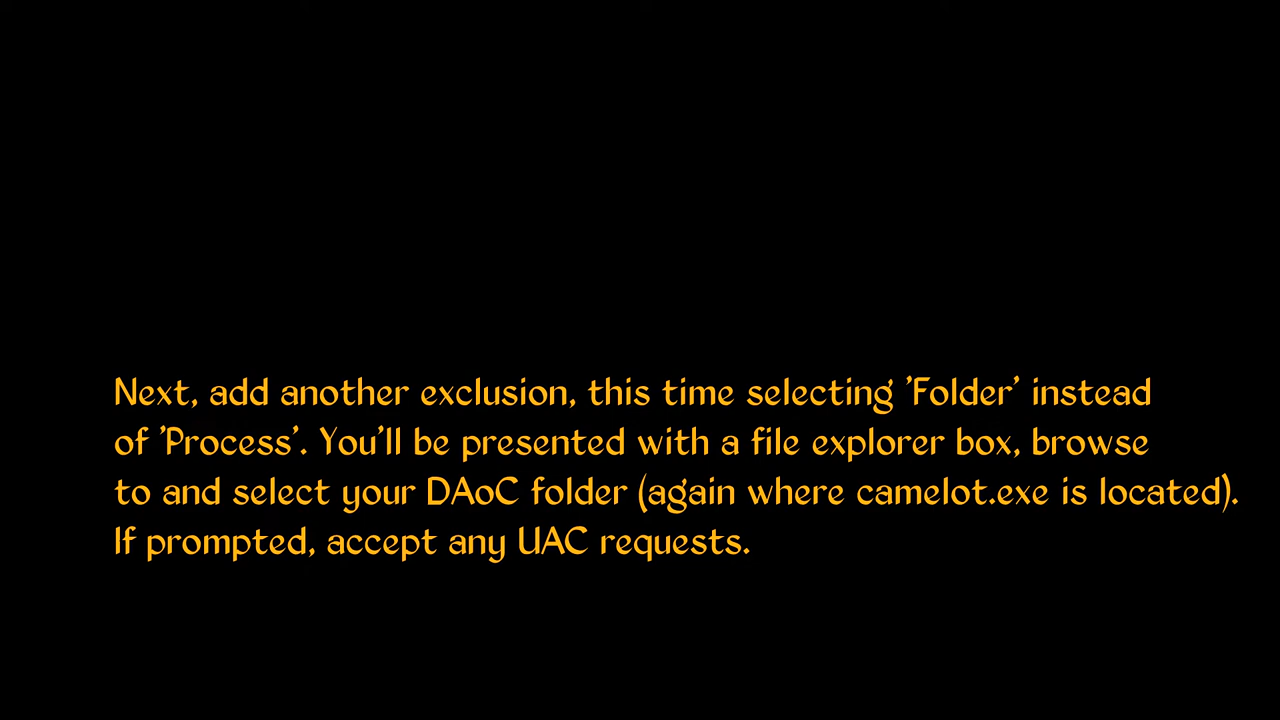 Next, add another exclusion, this time selecting 'Folder' instead
of 'Process'. You'll be presented with a file explorer box, browse
to and select your DAoC folder (again where camelot.exe is located).
If prompted, accept any UAC requests.